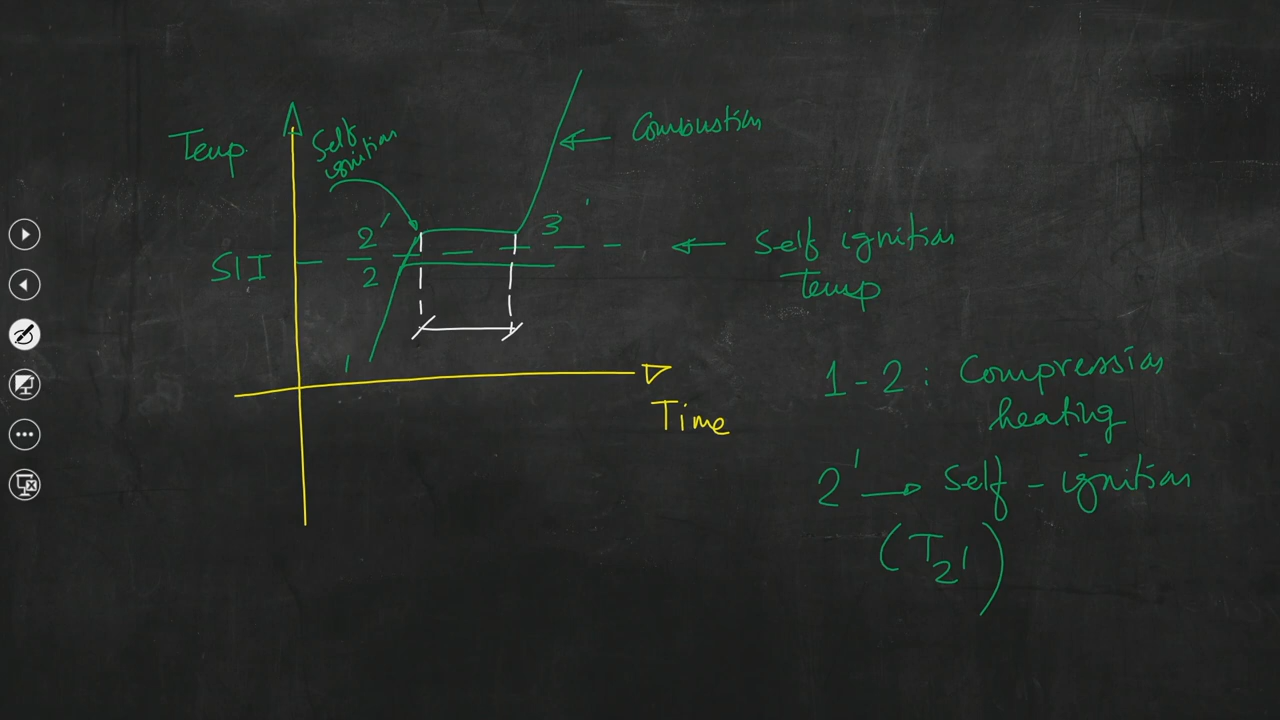 Temp.
Self
ignition
Combustion
2'
3'
SIT
2
Self ignition
Temp
1
Time
1-2: Compression
heating
2' → Self-ignition
(T2')